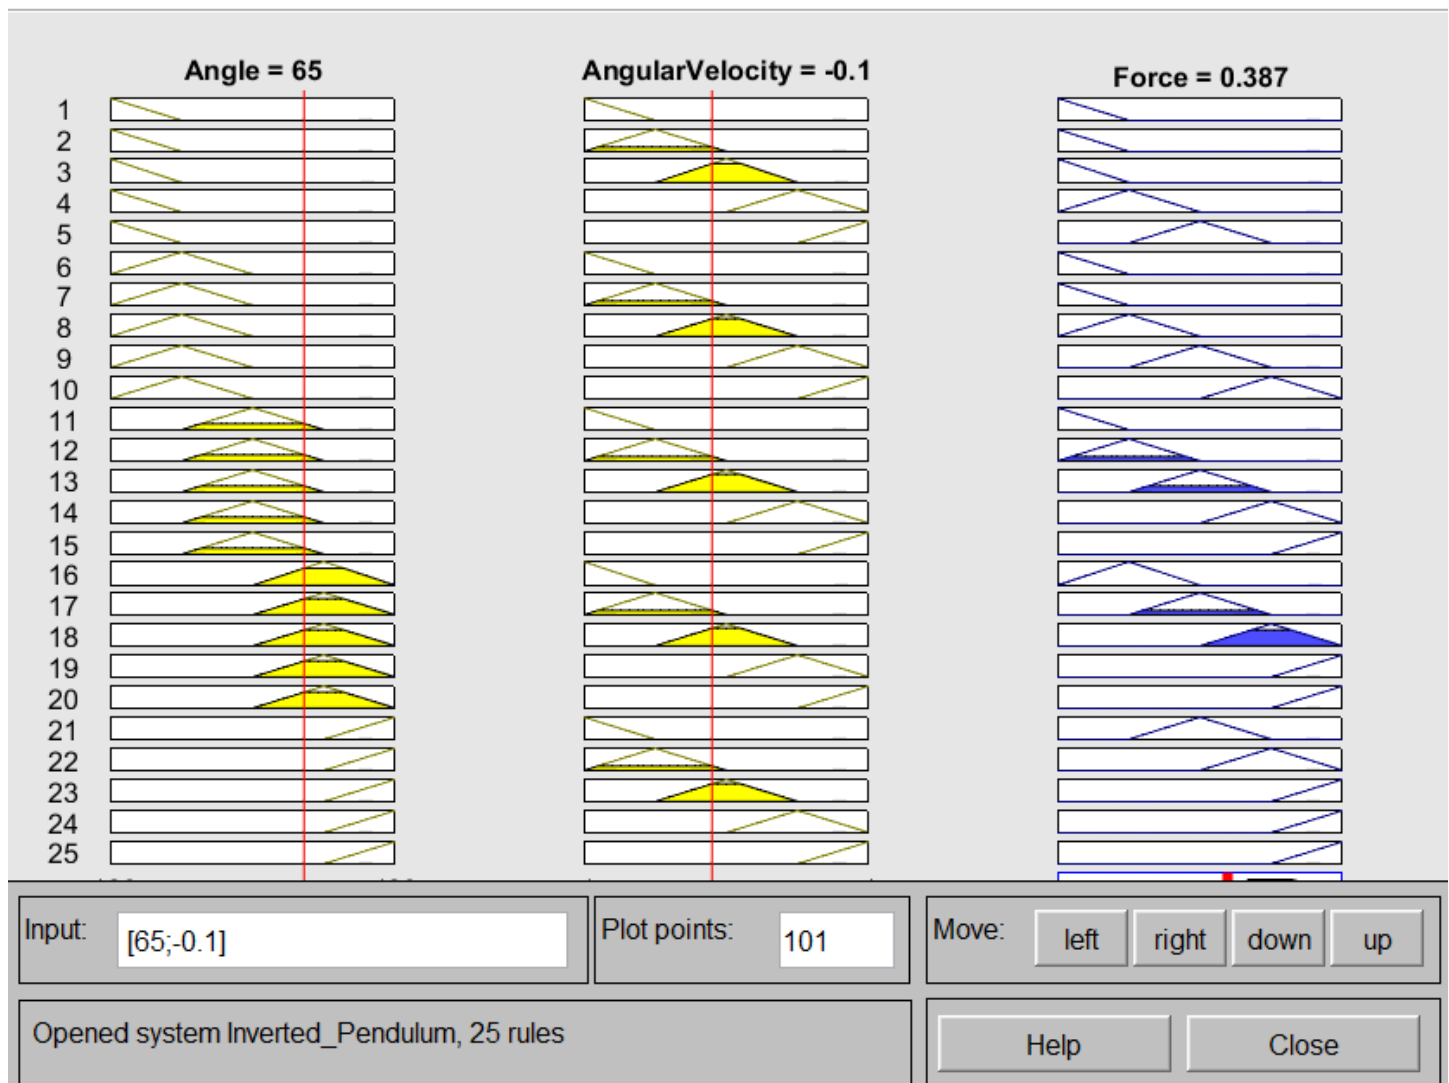 Angle = 65
AngularVelocity = -0.1
Force = 0.387
1
2
3
4
5
6
7
8
9
10
11
12
13
14
15
16
17
18
19
20
21
22
23
24
25
Input:
[65;-0.1]
Plot points:
101
Move:
left
right
down
up
Opened system Inverted_Pendulum, 25 rules
Help
Close